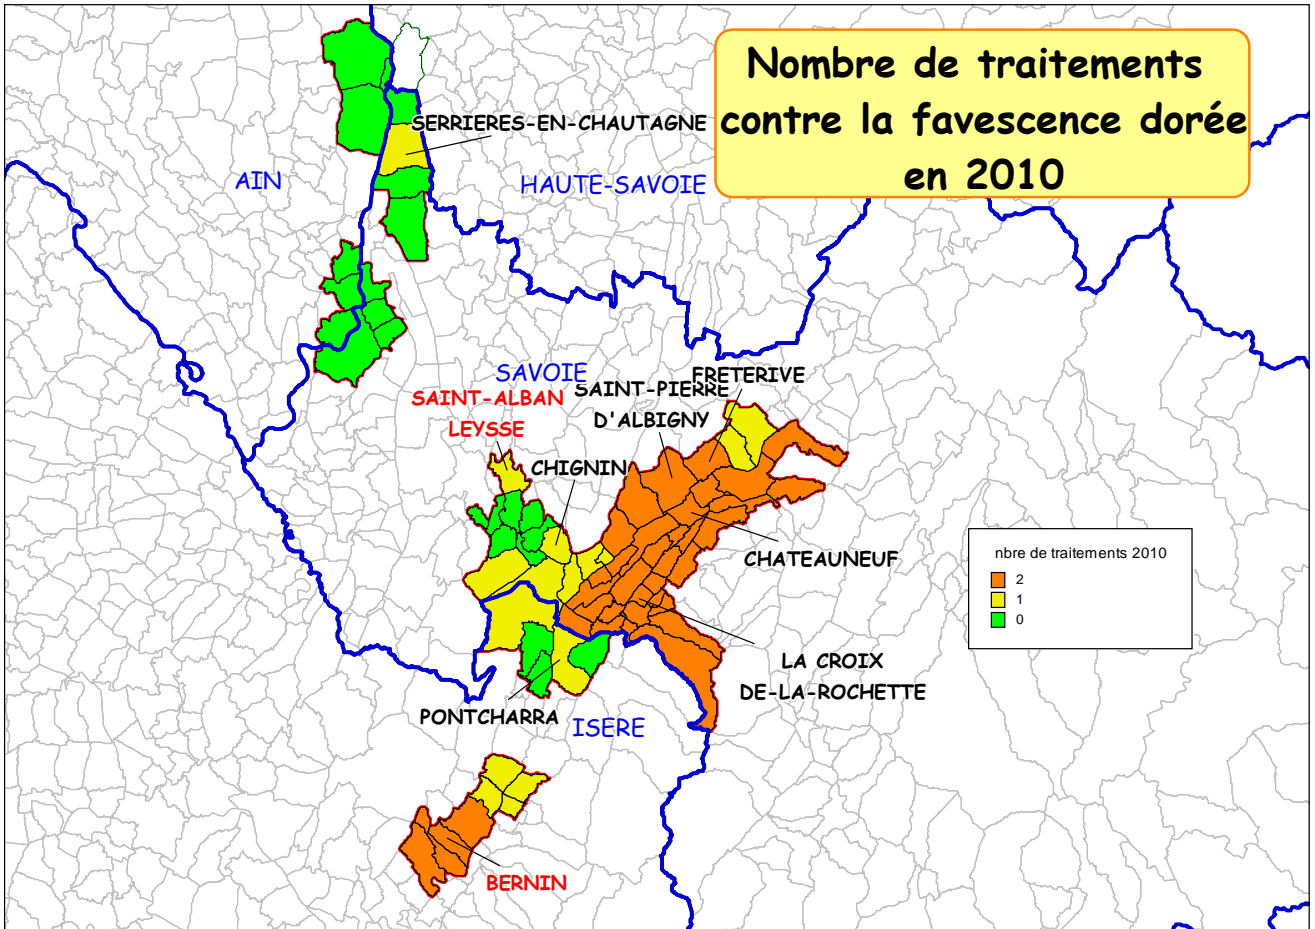 Nombre de traitements
contre la favescence dorée
en 2010
SERRIERES-EN-CHAUTAGNE
AIN
HAUTE-SAVOIE
SAVOIE
SAINT-ALBAN
LEYSSE
SAINT-PIERRE
D'ALBIGNY
FRETERIVE
CHIGNIN
CHATEAUNEUF
nbre de traitements 2010
2
1
0
LA CROIX
DE-LA-ROCHETTE
PONTCHARRA
ISERE
BERNIN